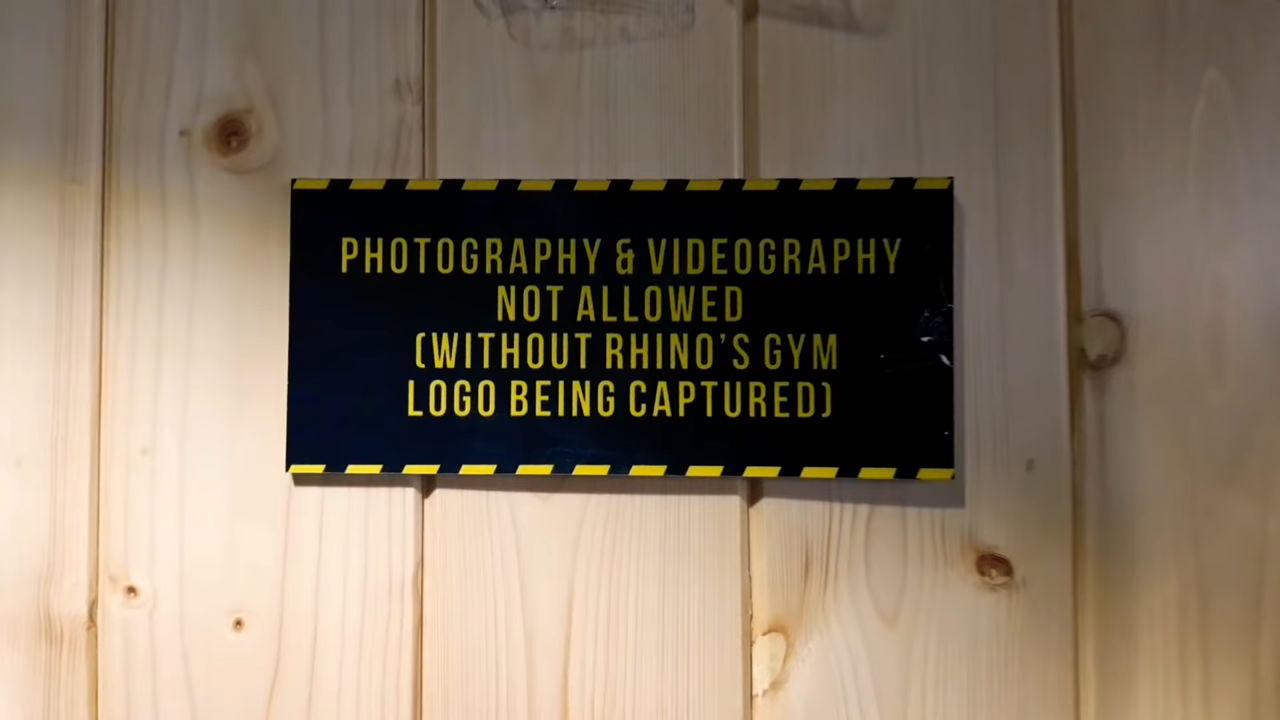 PHOTOGRAPHY & VIDEOGRAPHY
NOT ALLOWED
(WITHOUT RHINO'S GYM
LOGO BEING CAPTURED)